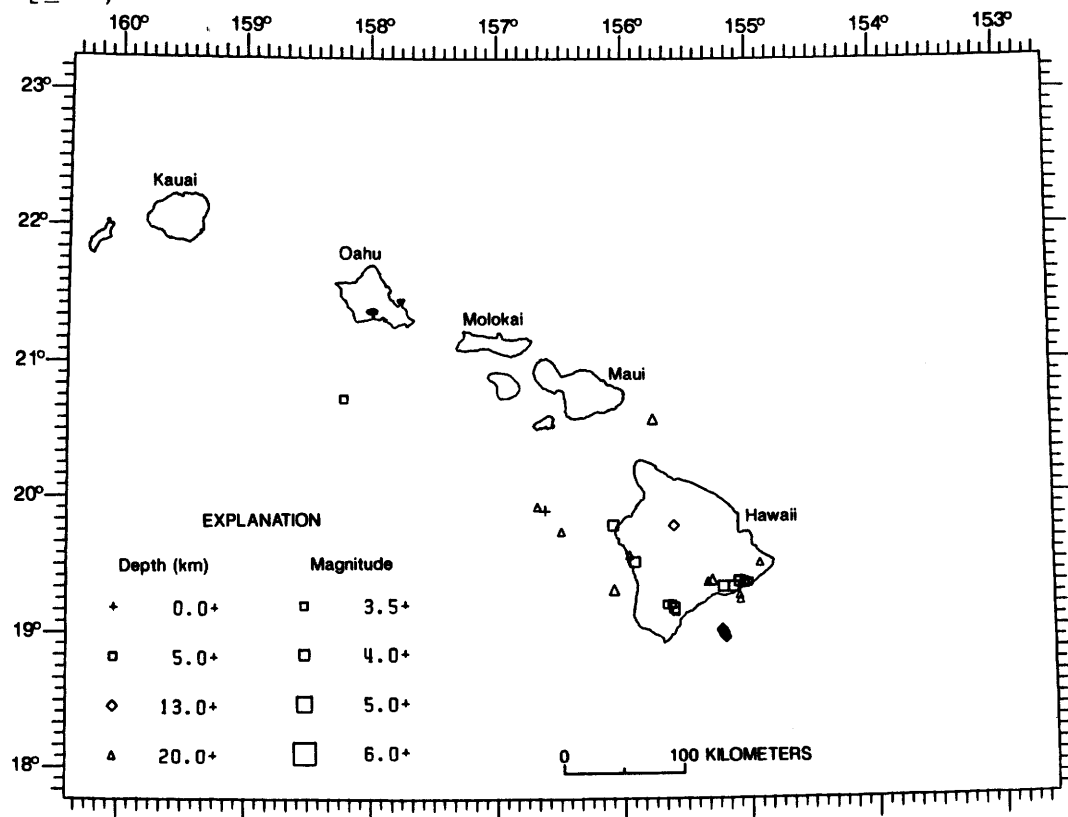 160° 159° 158° 157° 156° 155° 154° 153°
23°
Kauai
22°
Oahu
Molokai
21°
Maui
20°
EXPLANATION
Hawaii
Depth (km) Magnitude
+ 0.0+ 3.5+
19°
5.0+ 4.0+
13.0+ 5.0+
20.0+ 6.0+
18°
0 100 KILOMETERS